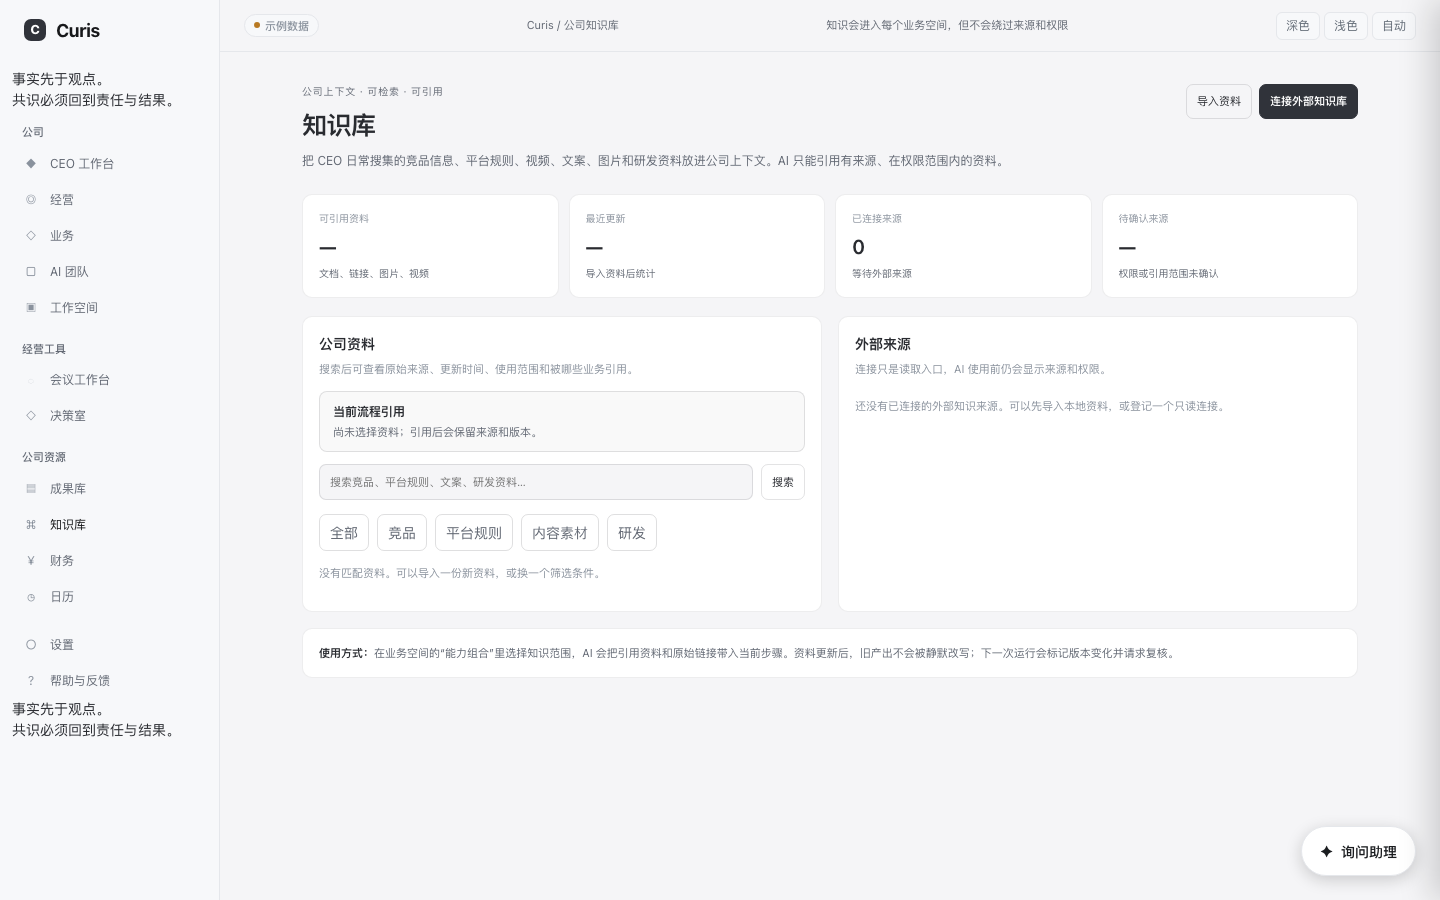 C Curis
事实先于观点。
共识必须回到责任与结果。
公司
CEO 工作台
经营
业务
AI 团队
工作空间
经营工具
会议工作台
决策室
公司资源
成果库
知识库
¥ 财务
日历
设置
? 帮助与反馈
事实先于观点。
共识必须回到责任与结果。
示例数据
Curis / 公司知识库
知识会进入每个业务空间，但不会绕过来源和权限
深色
浅色
自动
公司上下文 · 可检索 · 可引用
知识库
把 CEO 日常搜集的竞品信息、平台规则、视频、文案、图片和研发资料放进公司上下文。AI 只能引用有来源、在权限范围内的资料。
导入资料
连接外部知识库
可引用资料
—
文档、链接、图片、视频
最近更新
—
导入资料后统计
已连接来源
0
等待外部来源
待确认来源
—
权限或引用范围未确认
公司资料
搜索后可查看原始来源、更新时间、使用范围和被哪些业务引用。
当前流程引用
尚未选择资料；引用后会保留来源和版本。
搜索竞品、平台规则、文案、研发资料...
搜索
全部
竞品
平台规则
内容素材
研发
没有匹配资料。可以导入一份新资料，或换一个筛选条件。
外部来源
连接只是读取入口，AI 使用前仍会显示来源和权限。
还没有已连接的外部知识来源。可以先导入本地资料，或登记一个只读连接。
使用方式：在业务空间的“能力组合”里选择知识范围，AI 会把引用资料和原始链接带入当前步骤。资料更新后，旧产出不会被静默改写；下一次运行会标记版本变化并请求复核。
询问助理